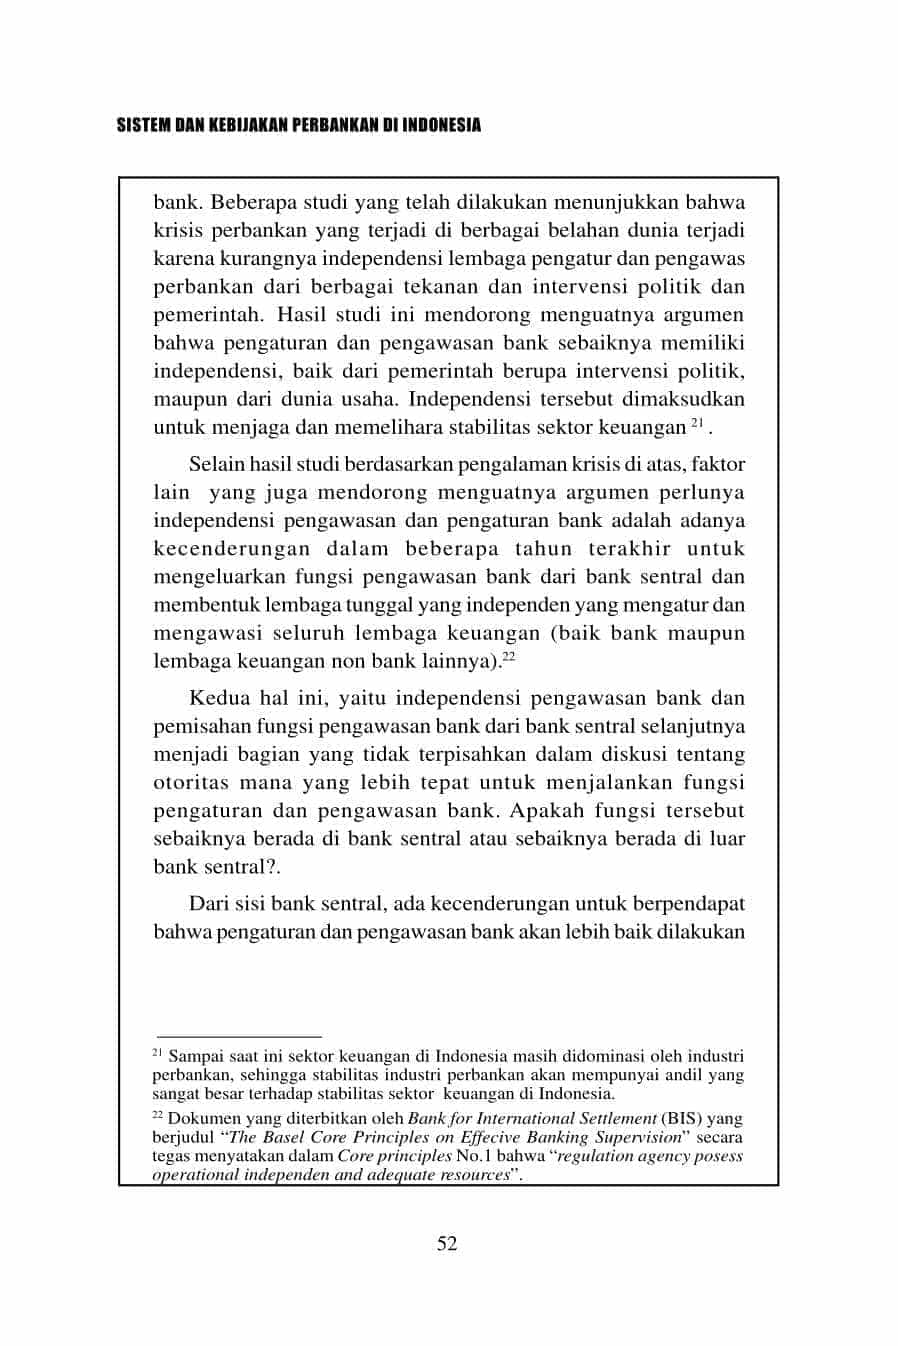 SISTEM DAN KEBIJAKAN PERBANKAN DI INDONESIA
bank. Beberapa studi yang telah dilakukan menunjukkan bahwa
krisis perbankan yang terjadi di berbagai belahan dunia terjadi
karena kurangnya independensi lembaga pengatur dan pengawas
perbankan dari berbagai tekanan dan intervensi politik dan
pemerintah. Hasil studi ini mendorong menguatnya argumen
bahwa pengaturan dan pengawasan bank sebaiknya memiliki
independensi, baik dari pemerintah berupa intervensi politik,
maupun dari dunia usaha. Independensi tersebut dimaksudkan
untuk menjaga dan memelihara stabilitas sektor keuangan 21 .
Selain hasil studi berdasarkan pengalaman krisis di atas, faktor
lain yang juga mendorong menguatnya argumen perlunya
independensi pengawasan dan pengaturan bank adalah adanya
kecenderungan dalam beberapa tahun terakhir untuk
mengeluarkan fungsi pengawasan bank dari bank sentral dan
membentuk lembaga tunggal yang independen yang mengatur dan
mengawasi seluruh lembaga keuangan (baik bank maupun
lembaga keuangan non bank lainnya).22
Kedua hal ini, yaitu independensi pengawasan bank dan
pemisahan fungsi pengawasan bank dari bank sentral selanjutnya
menjadi bagian yang tidak terpisahkan dalam diskusi tentang
otoritas mana yang lebih tepat untuk menjalankan fungsi
pengaturan dan pengawasan bank. Apakah fungsi tersebut
sebaiknya berada di bank sentral atau sebaiknya berada di luar
bank sentral?.
Dari sisi bank sentral, ada kecenderungan untuk berpendapat
bahwa pengaturan dan pengawasan bank akan lebih baik dilakukan
21 Sampai saat ini sektor keuangan di Indonesia masih didominasi oleh industri
perbankan, sehingga stabilitas industri perbankan akan mempunyai andil yang
sangat besar terhadap stabilitas sektor keuangan di Indonesia.
22 Dokumen yang diterbitkan oleh Bank for International Settlement (BIS) yang
berjudul “The Basel Core Principles on Effecive Banking Supervision” secara
tegas menyatakan dalam Core principles No.1 bahwa “regulation agency posess
operational independen and adequate resources”.
52